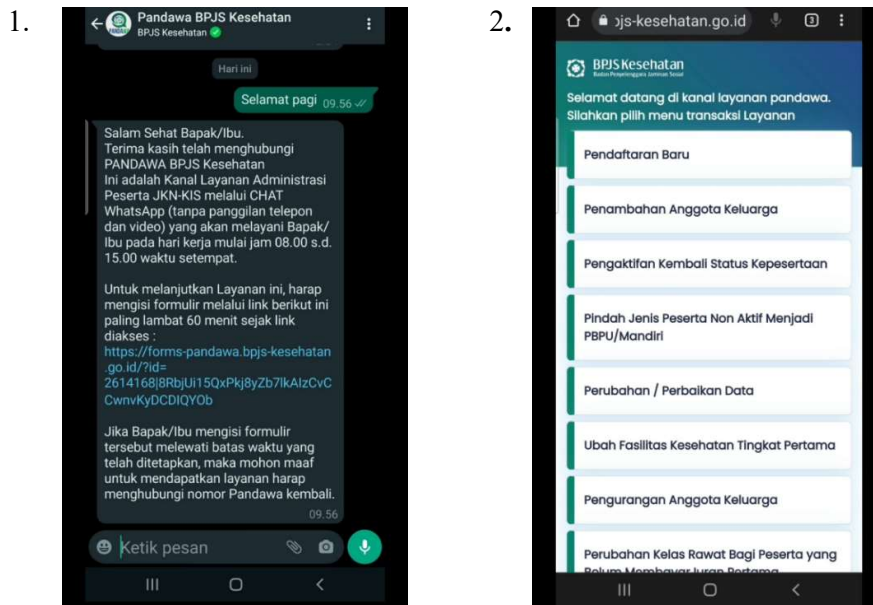 1.
Pandawa BPJS Kesehatan
BPJS Kesehatan
Hari ini
Selamat pagi 09.56
Salam Sehat Bapak/Ibu.
Terima kasih telah menghubungi
PANDAWA BPJS Kesehatan
Ini adalah Kanal Layanan Administrasi
Peserta JKN-KIS melalui CHAT
WhatsApp (tanpa panggilan telepon
dan video) yang akan melayani Bapak/
Ibu pada hari kerja mulai jam 08.00 s.d.
15.00 waktu setempat.
Untuk melanjutkan Layanan ini, harap
mengisi formulir melalui link berikut ini
paling lambat 60 menit sejak link
diakses :
https://forms-pandawa.bpjs-kesehatan
.go.id/?id=
2614168|8RbjUi15QxPkj8yZb7lkAIzCvC
CwnvKyDCDIQYOb
Jika Bapak/Ibu mengisi formulir
tersebut melewati batas waktu yang
telah ditetapkan, maka mohon maaf
untuk mendapatkan layanan harap
menghubungi nomor Pandawa kembali.
09.56
Ketik pesan
2.
ojs-kesehatan.go.id 3
BPJS Kesehatan
Badan Penyelenggara Jaminan Sosial
Selamat datang di kanal layanan pandawa.
Silahkan pilih menu transaksi Layanan
Pendaftaran Baru
Penambahan Anggota Keluarga
Pengaktifan Kembali Status Kepesertaan
Pindah Jenis Peserta Non Aktif Menjadi
PBPU/Mandiri
Perubahan / Perbaikan Data
Ubah Fasilitas Kesehatan Tingkat Pertama
Pengurangan Anggota Keluarga
Perubahan Kelas Rawat Bagi Peserta yang
Belum Membayar Iuran Pertama